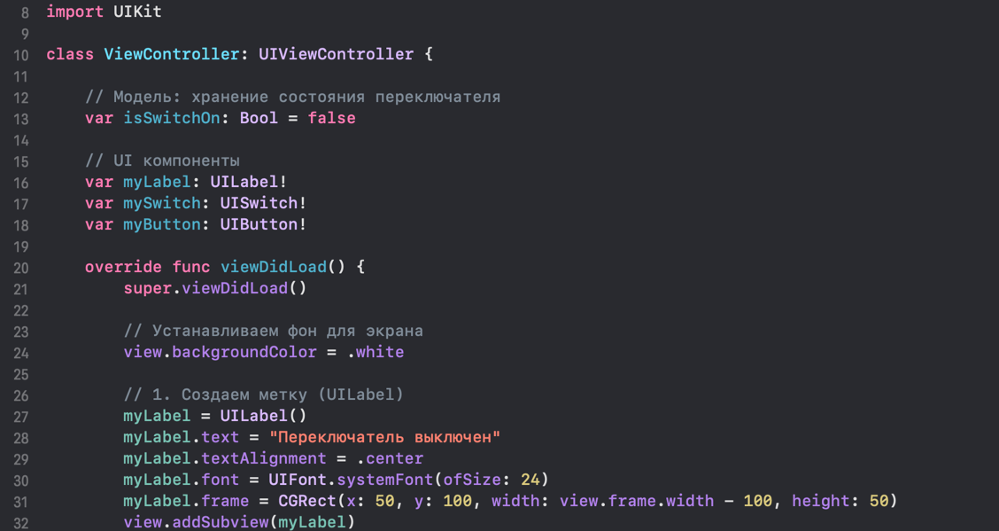 8 import UIKit
9
10 class ViewController: UIViewController {
11
12 // Модель: хранение состояния переключателя
13 var isSwitchOn: Bool = false
14
15 // UI компоненты
16 var myLabel: UILabel!
17 var mySwitch: UISwitch!
18 var myButton: UIButton!
19
20 override func viewDidLoad() {
21 super.viewDidLoad()
22
23 // Устанавливаем фон для экрана
24 view.backgroundColor = .white
25
26 // 1. Создаем метку (UILabel)
27 myLabel = UILabel()
28 myLabel.text = "Переключатель выключен"
29 myLabel.textAlignment = .center
30 myLabel.font = UIFont.systemFont(ofSize: 24)
31 myLabel.frame = CGRect(x: 50, y: 100, width: view.frame.width - 100, height: 50)
32 view.addSubview(myLabel)